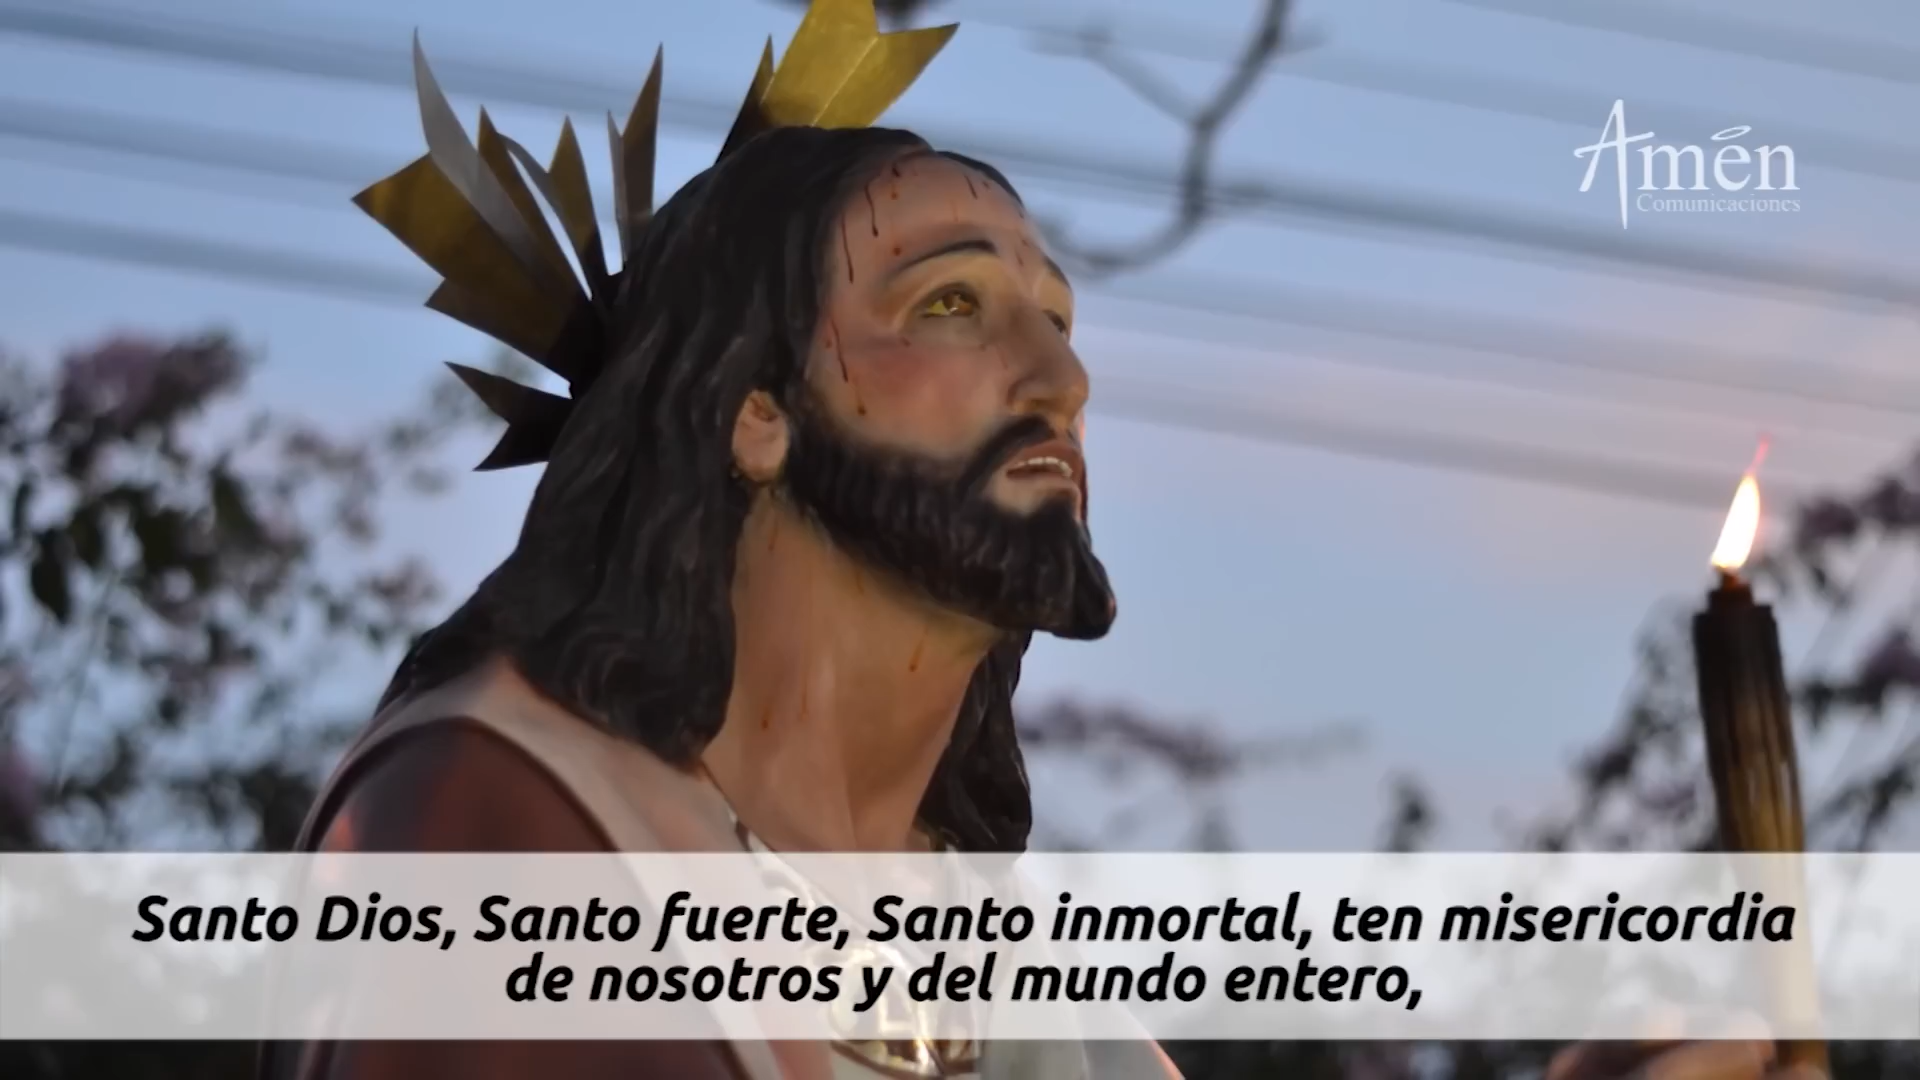 Amén
Comunicaciones
Santo Dios, Santo fuerte, Santo inmortal, ten misericordia
de nosotros y del mundo entero,